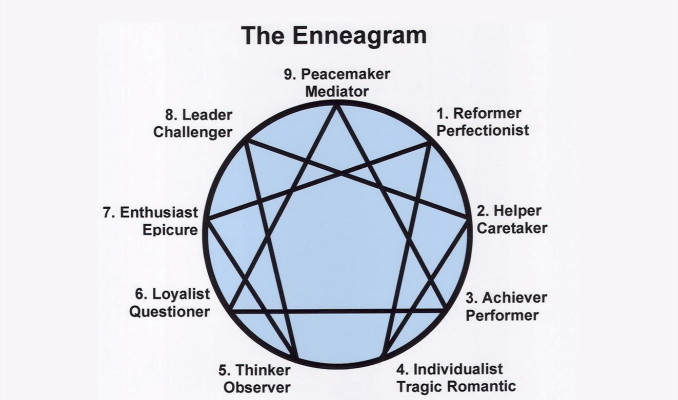 The Enneagram
9. Peacemaker
Mediator
8. Leader
Challenger
1. Reformer
Perfectionist
7. Enthusiast
Epicure
2. Helper
Caretaker
6. Loyalist
Questioner
3. Achiever
Performer
5. Thinker
Observer
4. Individualist
Tragic Romantic